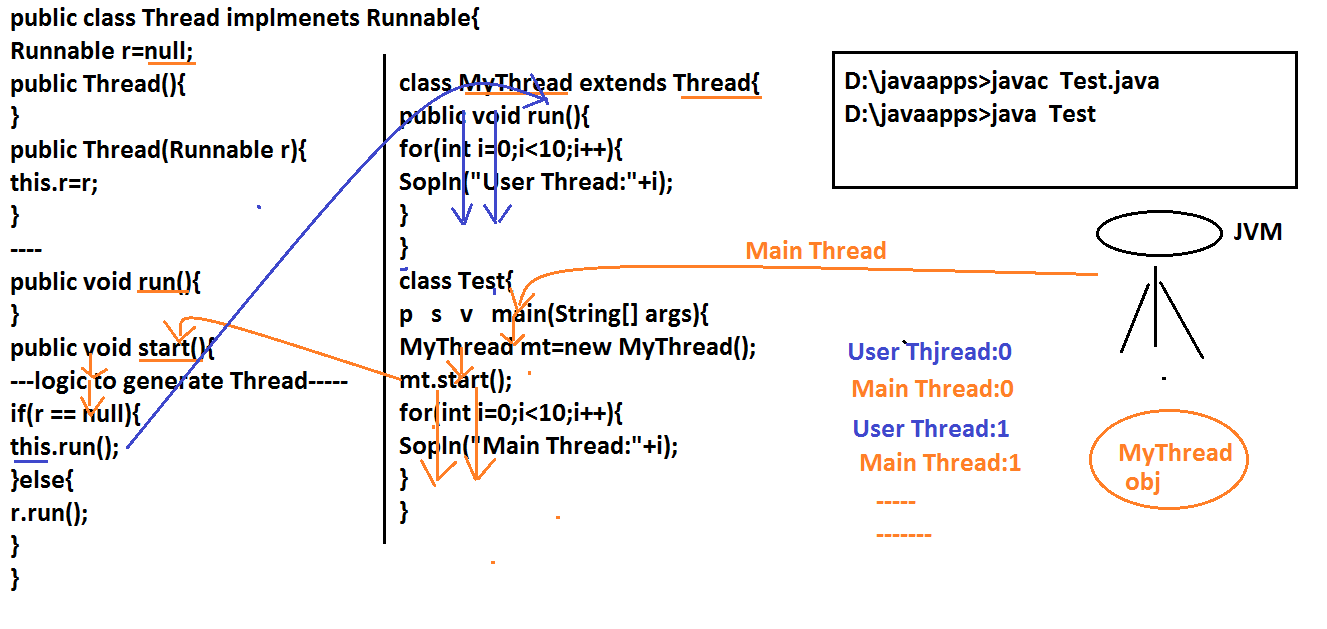 public class Thread implmenets Runnable{
Runnable r=null;
public Thread(){
}
public Thread(Runnable r){
this.r=r;
}
----
public void run(){
}
public void start(){
---logic to generate Thread-----
if(r == null){
this.run();
}else{
r.run();
}
}
class MyThread extends Thread{
public void run(){
for(int i=0;i<10;i++){
Sopln("User Thread:"+i);
}
}
class Test{
p s v main(String[] args){
MyThread mt=new MyThread();
mt.start();
for(int i=0;i<10;i++){
Sopln("Main Thread:"+i);
}
}
D:\javaapps>javac Test.java
D:\javaapps>java Test
JVM
Main Thread
User Thjread:0
Main Thread:0
User Thread:1
Main Thread:1
-----
-------
MyThread
obj